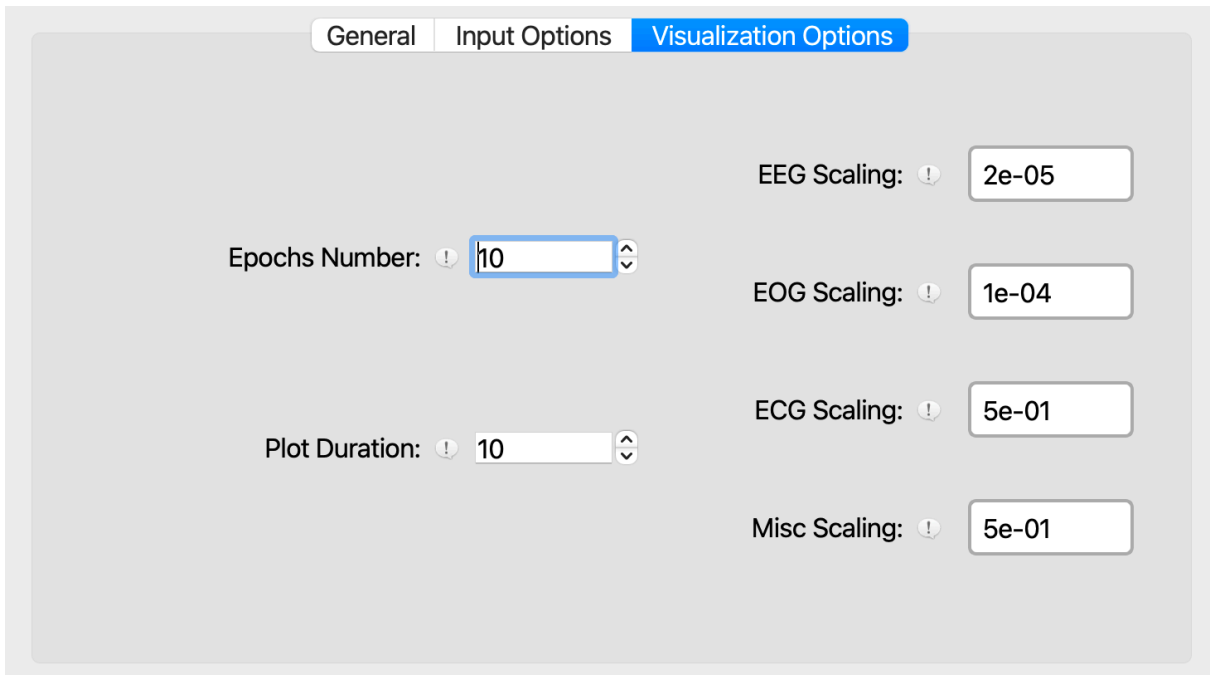 General
Input Options
Visualization Options
Epochs Number:
10
Plot Duration:
10
EEG Scaling:
2e-05
EOG Scaling:
1e-04
ECG Scaling:
5e-01
Misc Scaling:
5e-01